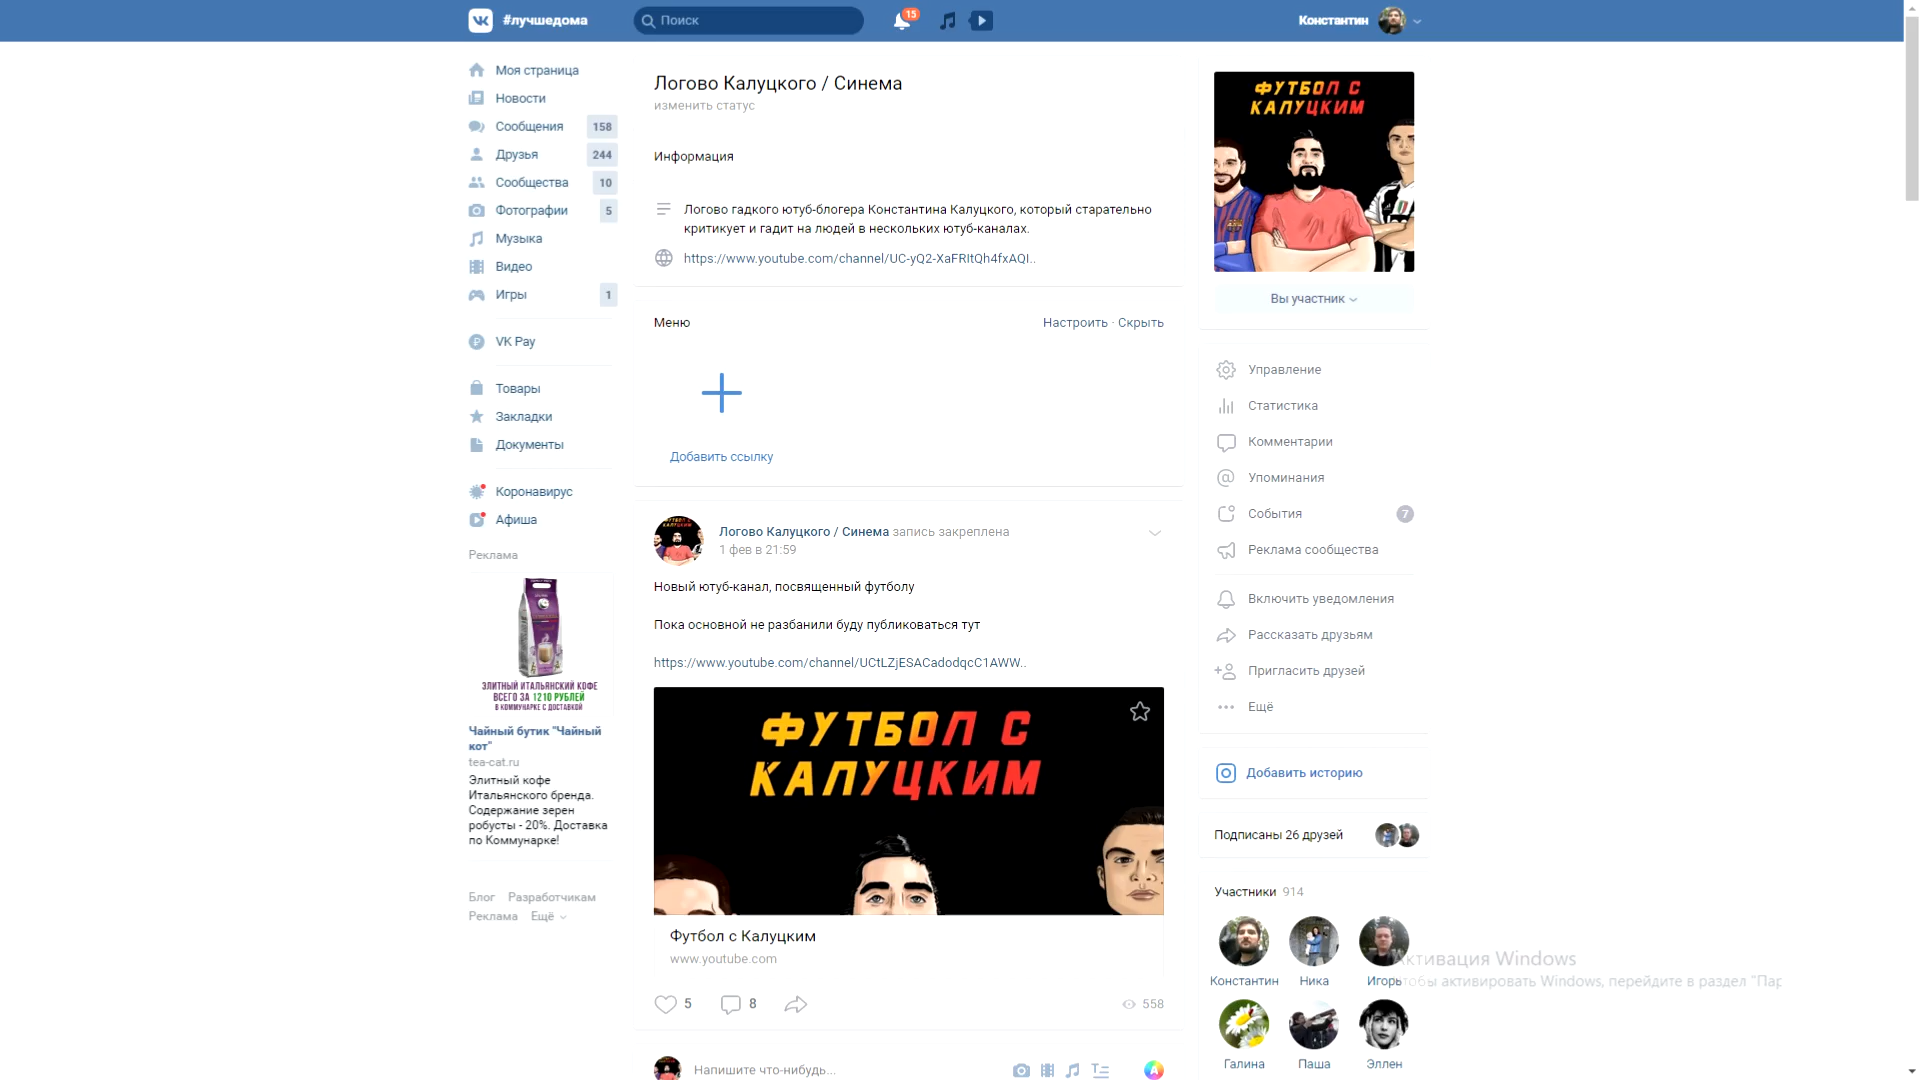 #лучшедома
Поиск
15
Константин
Моя страница
Новости
Сообщения 158
Друзья 244
Сообщества 10
Фотографии 5
Музыка
Видео
Игры 1
VK Pay
Товары
Закладки
Документы
Коронавирус
Афиша
Реклама
ЭЛИТНЫЙ ИТАЛЬЯНСКИЙ КОФЕ
ВСЕГО ЗА 1210 РУБЛЕЙ
В КОММУНАРКЕ С ДОСТАВКОЙ
Чайный бутик "Чайный
кот"
tea-cat.ru
Элитный кофе
Итальянского бренда.
Содержание зерен
робусты - 20%. Доставка
по Коммунарке!
Блог Разработчикам
Реклама Ещё
Логово Калуцкого / Синема
изменить статус
Информация
Логово гадкого ютуб-блогера Константина Калуцкого, который старательно
критикует и гадит на людей в нескольких ютуб-каналах.
https://www.youtube.com/channel/UC-yQ2-XaFRItQh4fxAQI..
Меню
Настроить · Скрыть
Добавить ссылку
Логово Калуцкого / Синема запись закреплена
1 фев в 21:59
Новый ютуб-канал, посвященный футболу
Пока основной не разбанили буду публиковаться тут
https://www.youtube.com/channel/UCtLZjESACadodqcC1AWW..
ФУТБОЛ С
КАЛУЦКИМ
Футбол с Калуцким
www.youtube.com
5 8 558
Напишите что-нибудь...
ФУТБОЛ С
КАЛУЦКИМ
Вы участник
Управление
Статистика
Комментарии
Упоминания
События 7
Реклама сообщества
Включить уведомления
Рассказать друзьям
Пригласить друзей
Ещё
Добавить историю
Подписаны 26 друзей
Участники 914
Константин Ника Игорь
Галина Паша Эллен
Активация Windows
Чтобы активировать Windows, перейдите в раздел "Пар